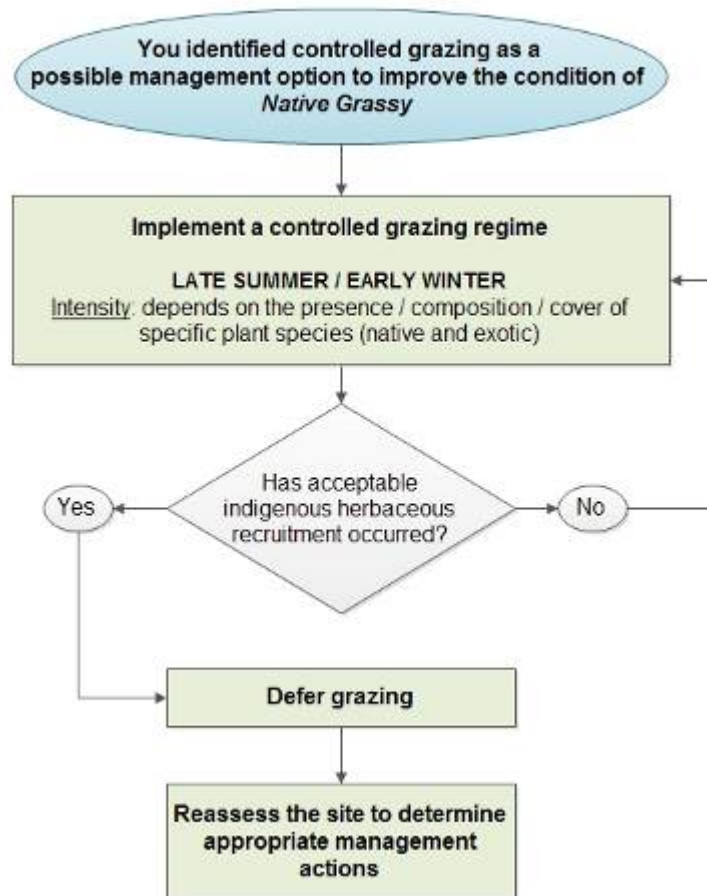 You identified controlled grazing as a
possible management option to improve the condition of
Native Grassy
Implement a controlled grazing regime
LATE SUMMER / EARLY WINTER
Intensity: depends on the presence / composition / cover of
specific plant species (native and exotic)
Has acceptable
indigenous herbaceous
recruitment occurred?
Yes
No
Defer grazing
Reassess the site to determine
appropriate management
actions